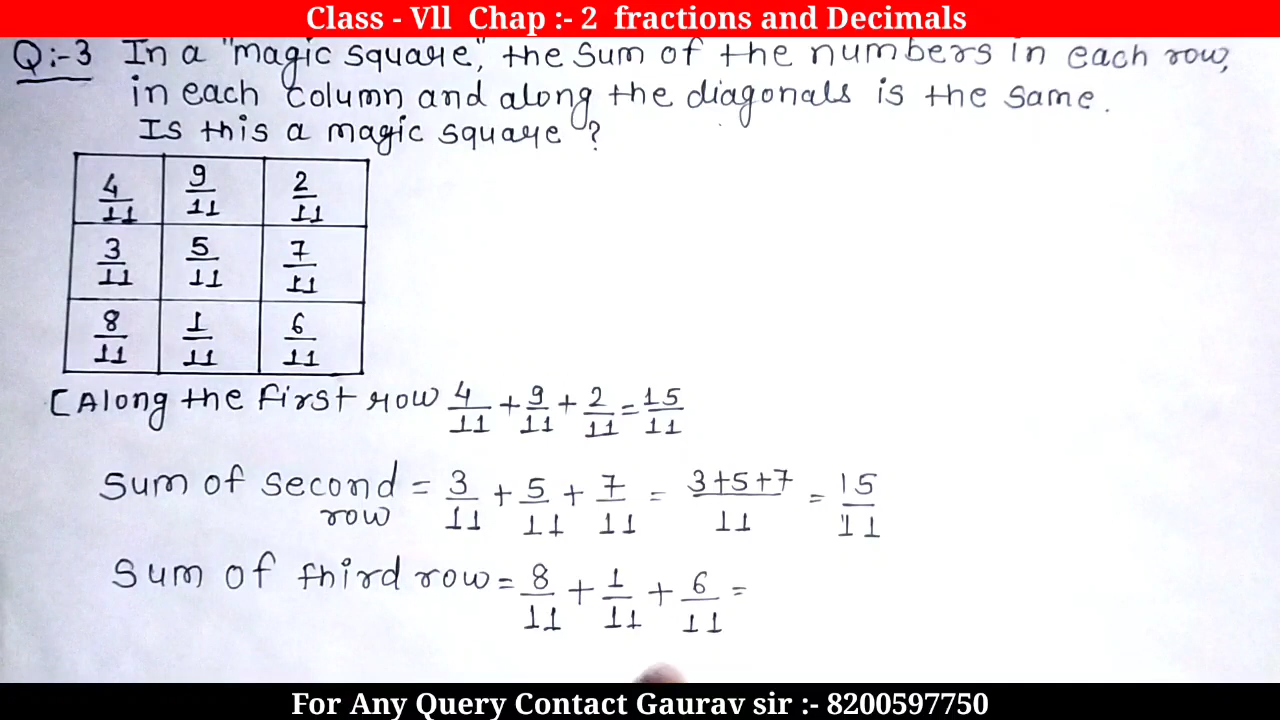 Class - Vll Chap :- 2 fractions and Decimals
Q:-3 In a "magic square", the sum of the numbers in each row,
in each column and along the diagonals is the same.
Is this a magic square?
4/11 9/11 2/11
3/11 5/11 7/11
8/11 1/11 6/11
[Along the first row 4/11 + 9/11 + 2/11 = 15/11
Sum of second row = 3/11 + 5/11 + 7/11 = 3+5+7/11 = 15/11
Sum of third row = 8/11 + 1/11 + 6/11 =
For Any Query Contact Gaurav sir :- 8200597750